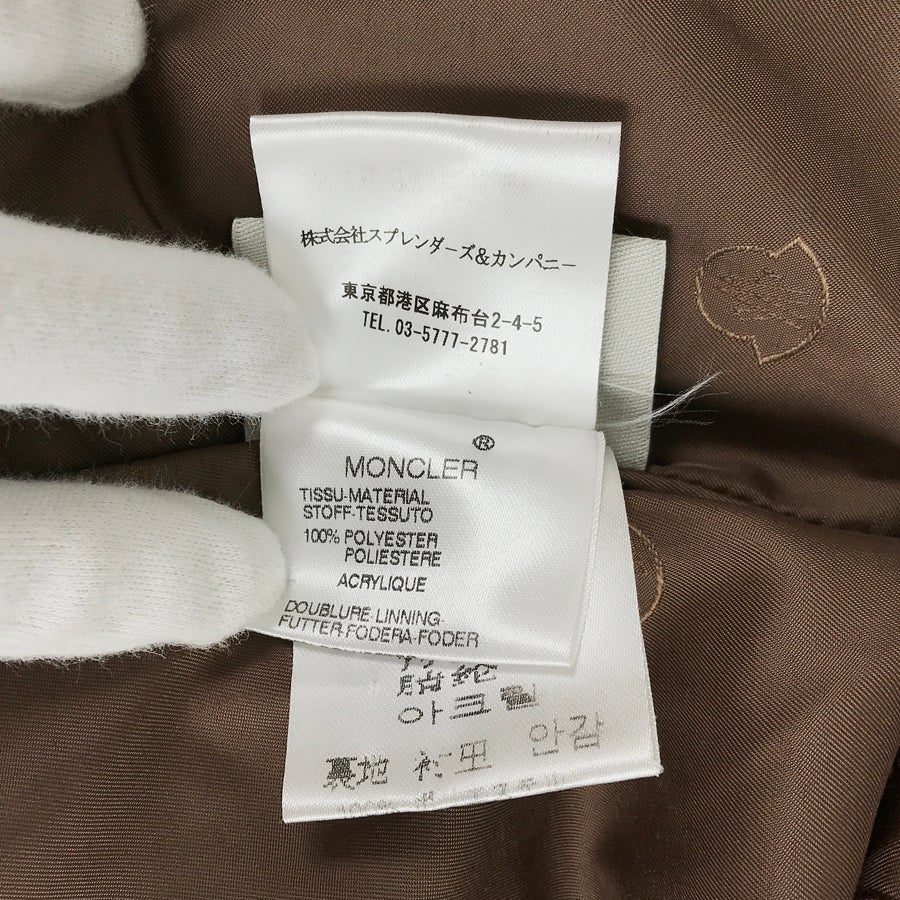 株式会社スプレンダーズ&カンパニー
東京都港区麻布台2-4-5
TEL. 03-5777-2781
®
MONCLER
TISSU-MATERIAL
STOFF-TESSUTO
100% POLYESTER
POLIESTERE
ACRYLIQUE
DOUBLURE-LINNING-
FUTTER-FODERA-FODER
아크릴
裏地 衬里 안감